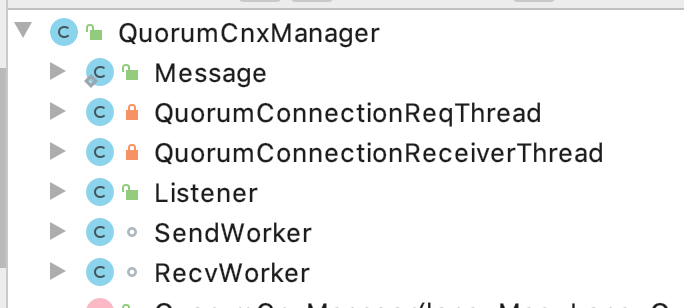 QuorumCnxManager
Message
QuorumConnectionReqThread
QuorumConnectionReceiverThread
Listener
SendWorker
RecvWorker